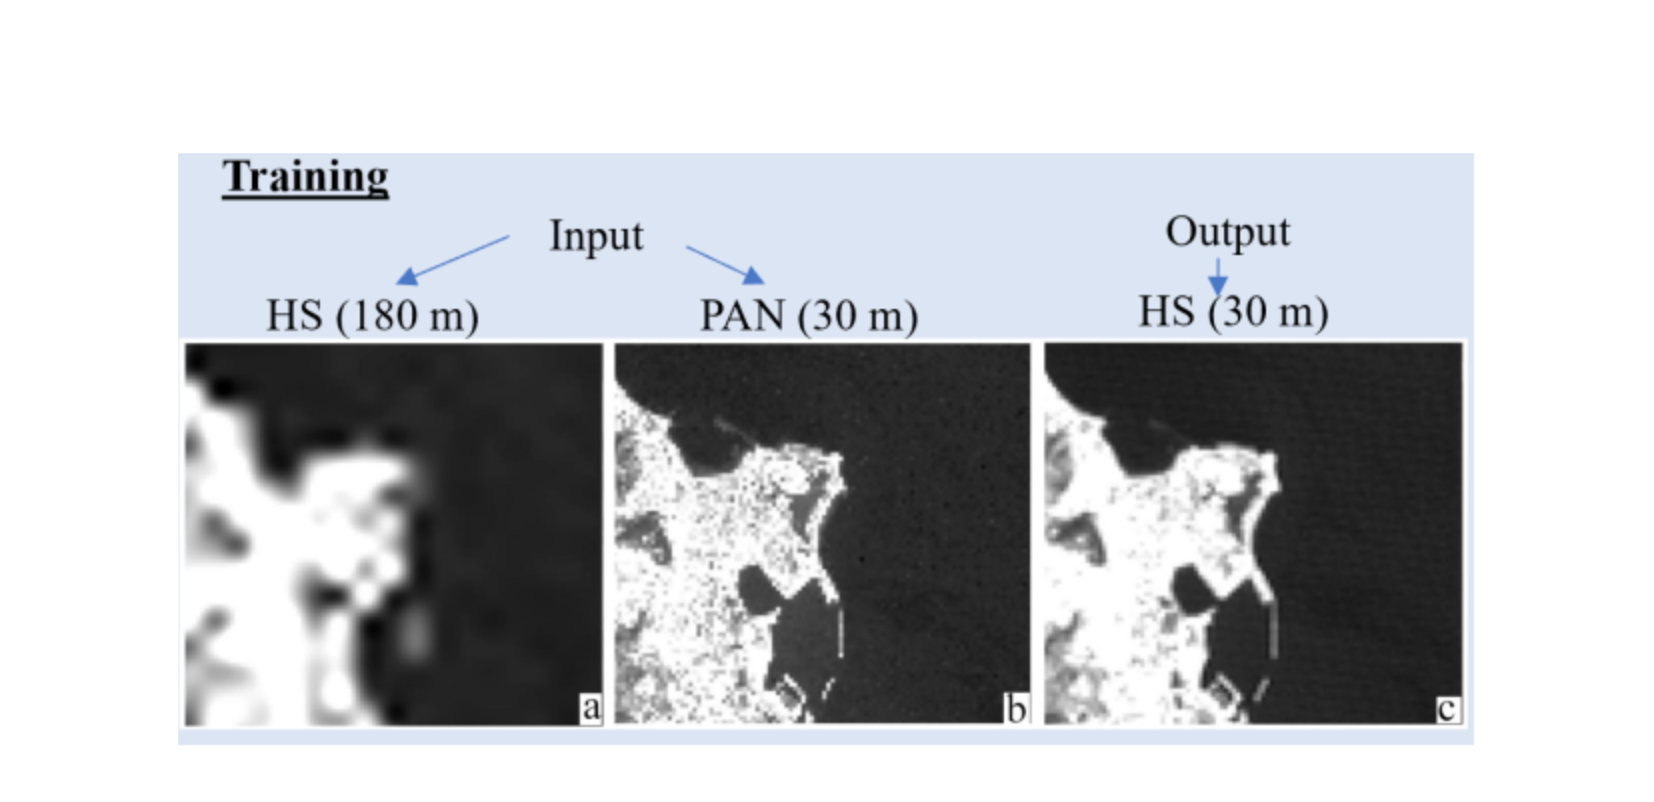 Training
Input
Output
HS (180 m)
PAN (30 m)
HS (30 m)
a
b
c